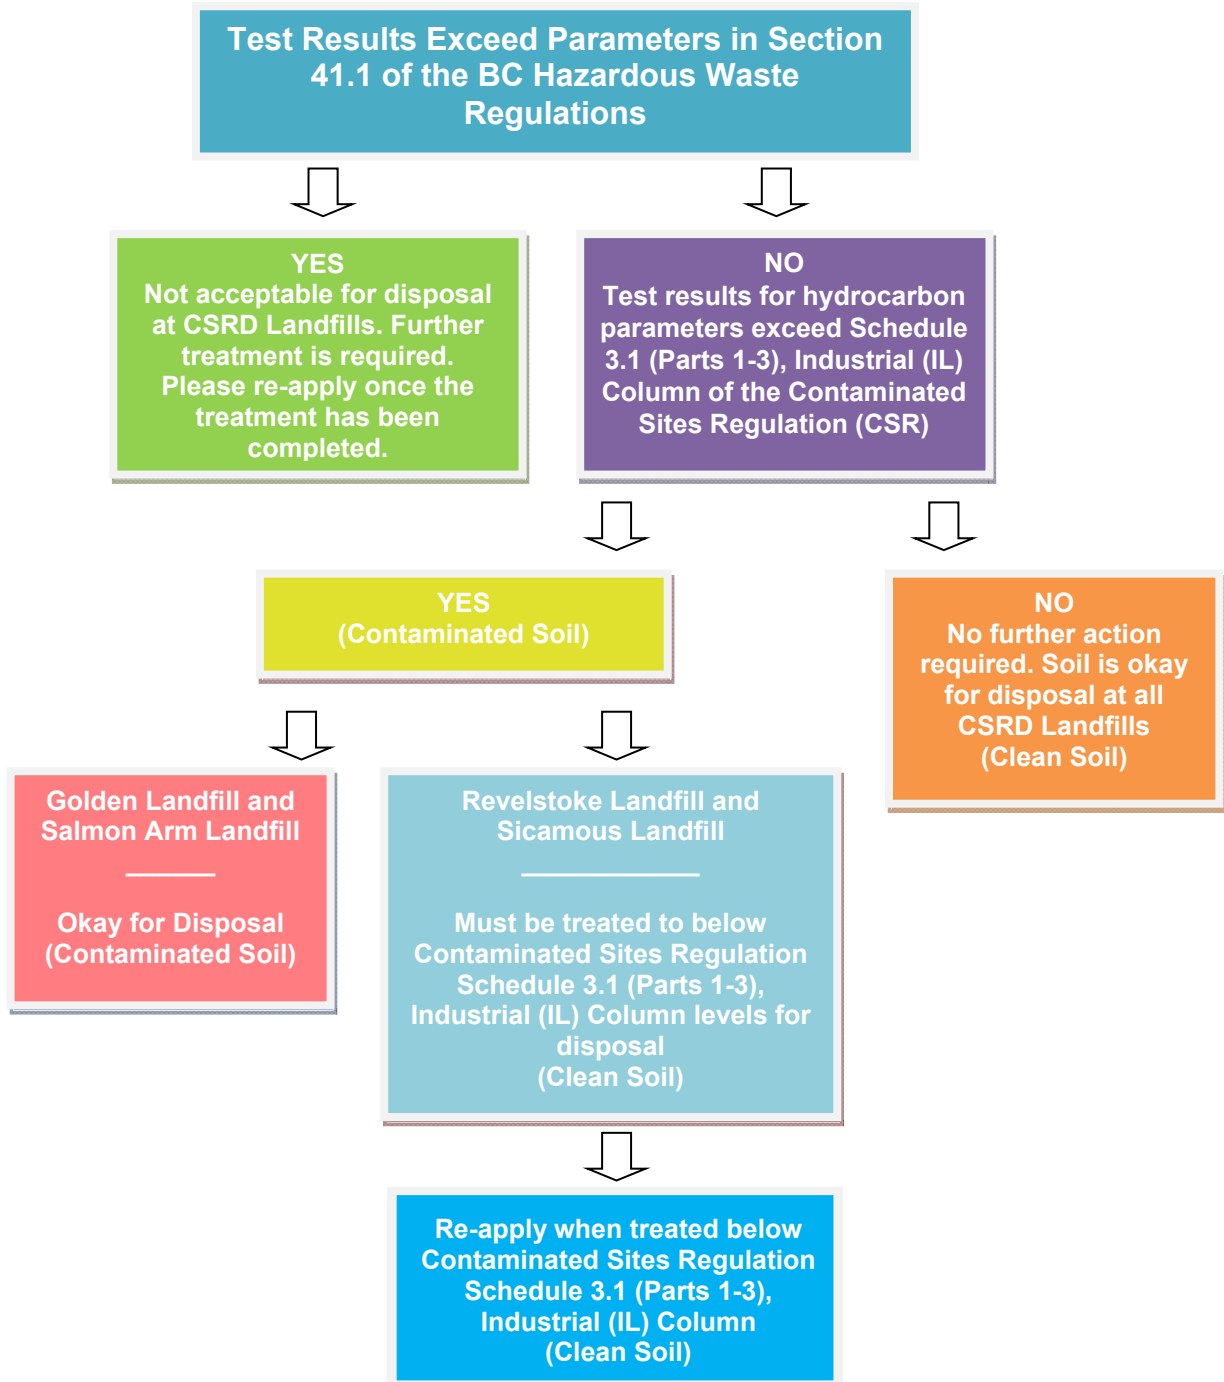 Test Results Exceed Parameters in Section
41.1 of the BC Hazardous Waste
Regulations
YES
Not acceptable for disposal
at CSRD Landfills. Further
treatment is required.
Please re-apply once the
treatment has been
completed.
NO
Test results for hydrocarbon
parameters exceed Schedule
3.1 (Parts 1-3), Industrial (IL)
Column of the Contaminated
Sites Regulation (CSR)
YES
(Contaminated Soil)
NO
No further action
required. Soil is okay
for disposal at all
CSRD Landfills
(Clean Soil)
Golden Landfill and
Salmon Arm Landfill
Okay for Disposal
(Contaminated Soil)
Revelstoke Landfill and
Sicamous Landfill
Must be treated to below
Contaminated Sites Regulation
Schedule 3.1 (Parts 1-3),
Industrial (IL) Column levels for
disposal
(Clean Soil)
Re-apply when treated below
Contaminated Sites Regulation
Schedule 3.1 (Parts 1-3),
Industrial (IL) Column
(Clean Soil)